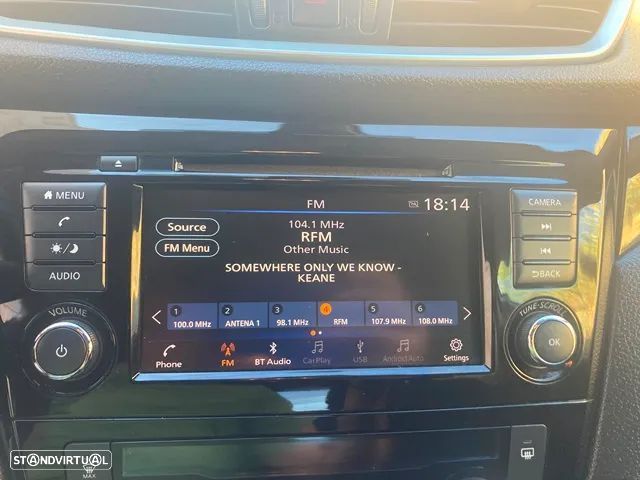 MENU
AUDIO
VOLUME
FM
18:14
Source
FM Menu
104.1 MHz
RFM
Other Music
SOMEWHERE ONLY WE KNOW -
KEANE
1 2 3 4 5 6
100.0 MHz ANTENA 1 98.1 MHz RFM 107.9 MHz 108.0 MHz
Phone FM BT Audio CarPlay USB Android Auto Settings
CAMERA
BACK
TUNE·SCROLL
OK
MAX
STANDVIRTUAL